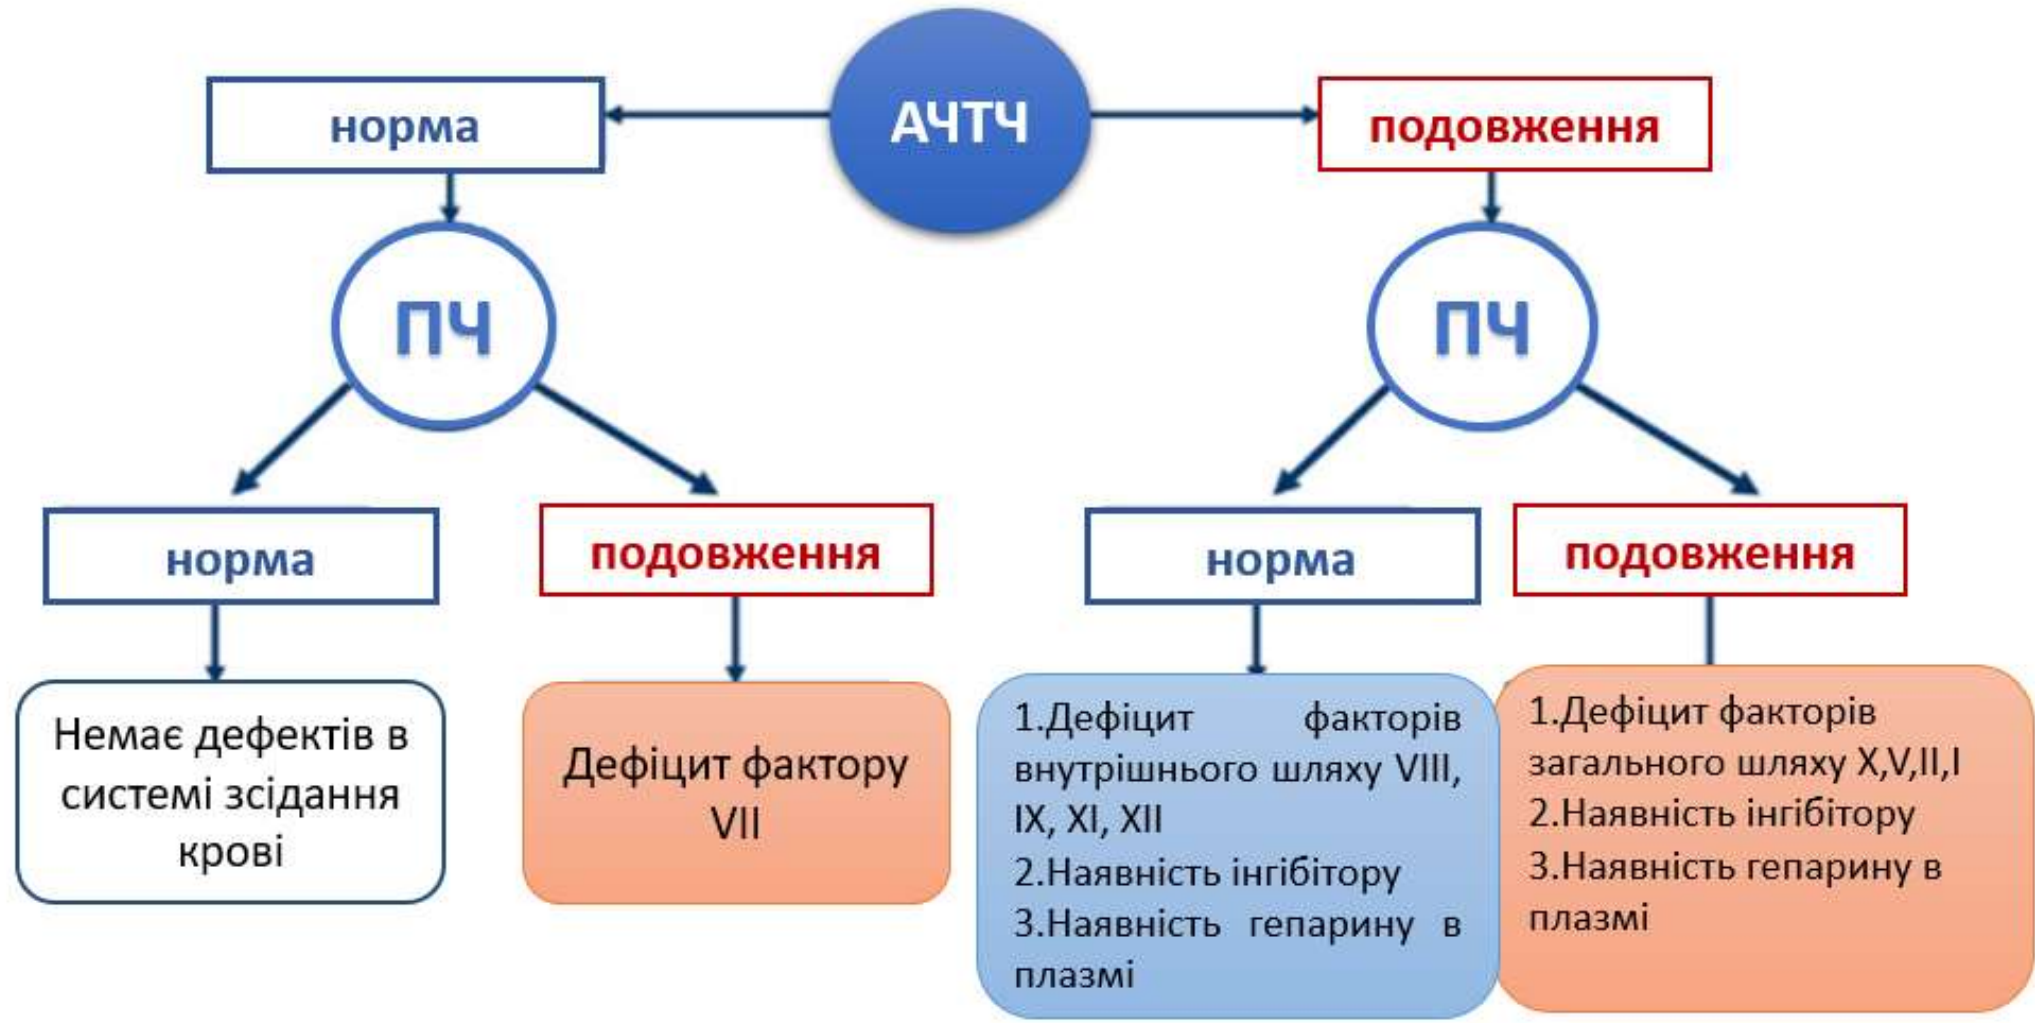 АЧТЧ
норма
подовження
ПЧ
ПЧ
норма
подовження
норма
подовження
Немає дефектів в
системі зсідання
крові
Дефіцит фактору
VII
1.Дефіцит факторів
внутрішнього шляху VIII,
IX, XI, XII
2.Наявність інгібітору
3.Наявність гепарину в
плазмі
1.Дефіцит факторів
загального шляху X,V,II,I
2.Наявність інгібітору
3.Наявність гепарину в
плазмі